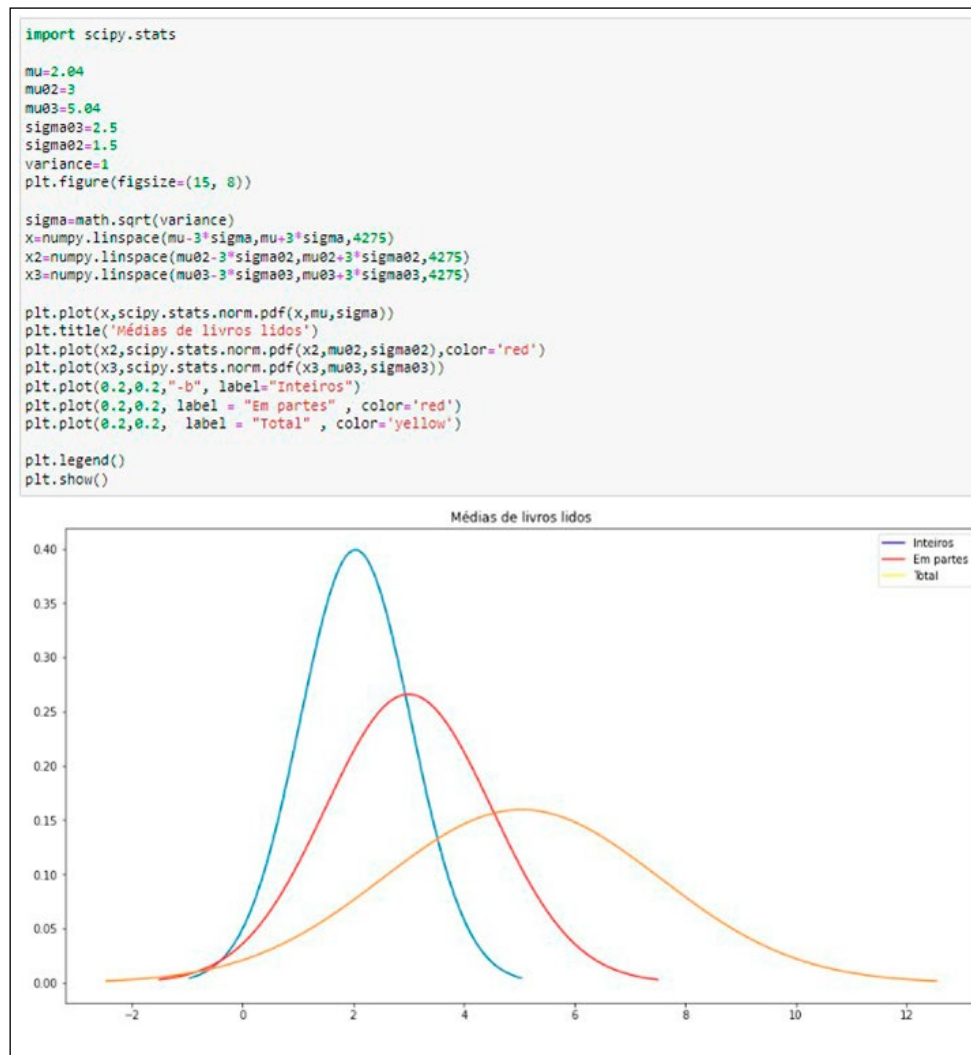 import scipy.stats
mu=2.04
mu02=3
mu03=5.04
sigma03=2.5
sigma02=1.5
variance=1
plt.figure(figsize=(15, 8))
sigma=math.sqrt(variance)
x=numpy.linspace(mu-3*sigma,mu+3*sigma,4275)
x2=numpy.linspace(mu02-3*sigma02,mu02+3*sigma02,4275)
x3=numpy.linspace(mu03-3*sigma03,mu03+3*sigma03,4275)
plt.plot(x,scipy.stats.norm.pdf(x,mu,sigma))
plt.title('Médias de livros lidos')
plt.plot(x2,scipy.stats.norm.pdf(x2,mu02,sigma02),color='red')
plt.plot(x3,scipy.stats.norm.pdf(x3,mu03,sigma03))
plt.plot(0.2,0.2,"-b", label="Inteiros")
plt.plot(0.2,0.2, label = "Em partes" , color='red')
plt.plot(0.2,0.2,  label = "Total" , color='yellow')
plt.legend()
plt.show()
Médias de livros lidos
Inteiros
Em partes
Total
0.40
0.35
0.30
0.25
0.20
0.15
0.10
0.05
0.00
−2 0 2 4 6 8 10 12